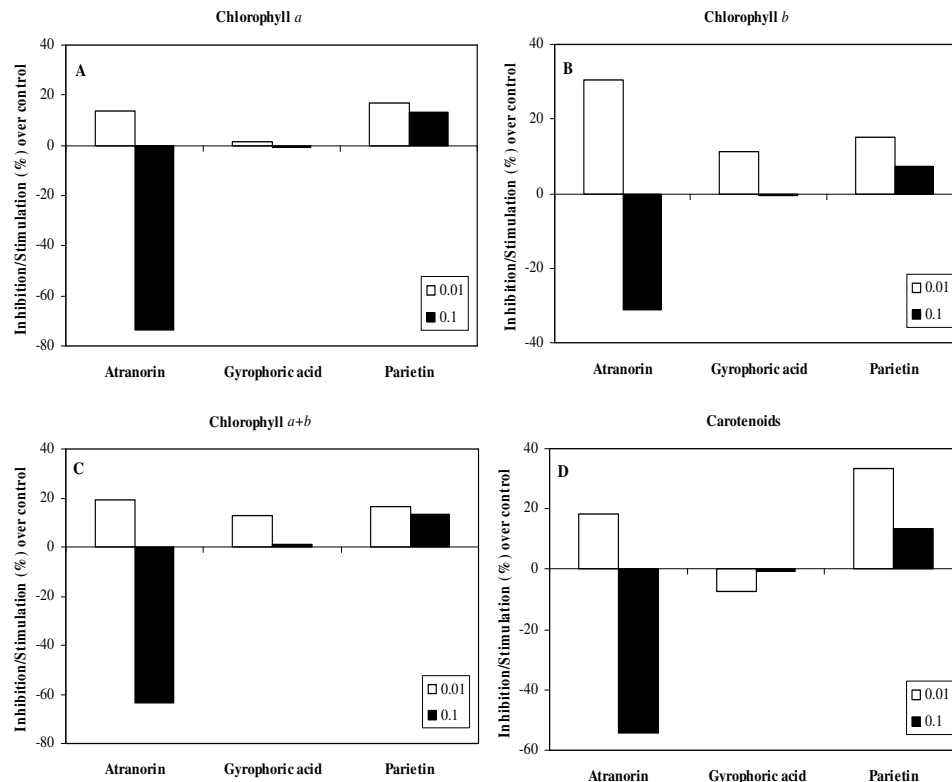 Chlorophyll a
Inhibition/Stimulation (%) over control
40
20
0
-20
-40
-60
-80
A
0.01
0.1
Atranorin Gyrophoric acid Parietin
Chlorophyll b
Inhibition/Stimulation (%) over control
40
20
0
-20
-40
B
0.01
0.1
Atranorin Gyrophoric acid Parietin
Chlorophyll a+b
Inhibition/Stimulation (%) over control
40
20
0
-20
-40
-60
-80
C
0.01
0.1
Atranorin Gyrophoric acid Parietin
Carotenoids
Inhibition/Stimulation (%) over control
40
20
0
-20
-40
-60
D
0.01
0.1
Atranorin Gyrophoric acid Parietin